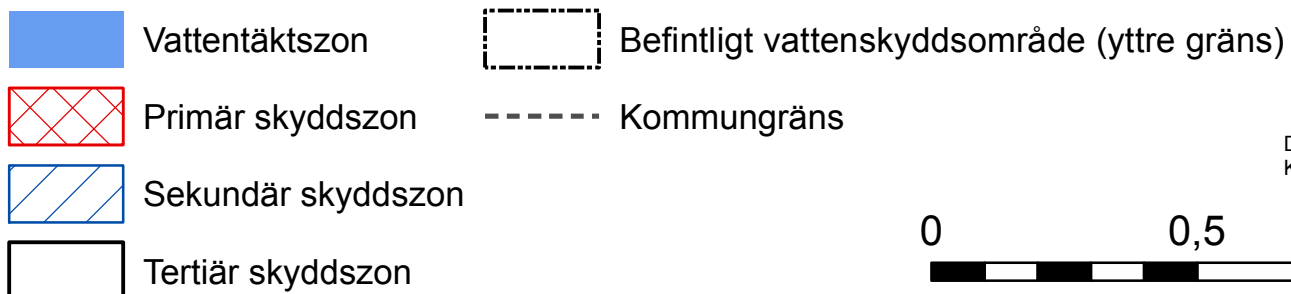 Vattentäktszon
Primär skyddszon
Sekundär skyddszon
Tertiär skyddszon
Befintligt vattenskyddsområde (yttre gräns)
Kommungräns
D
K
0 0,5